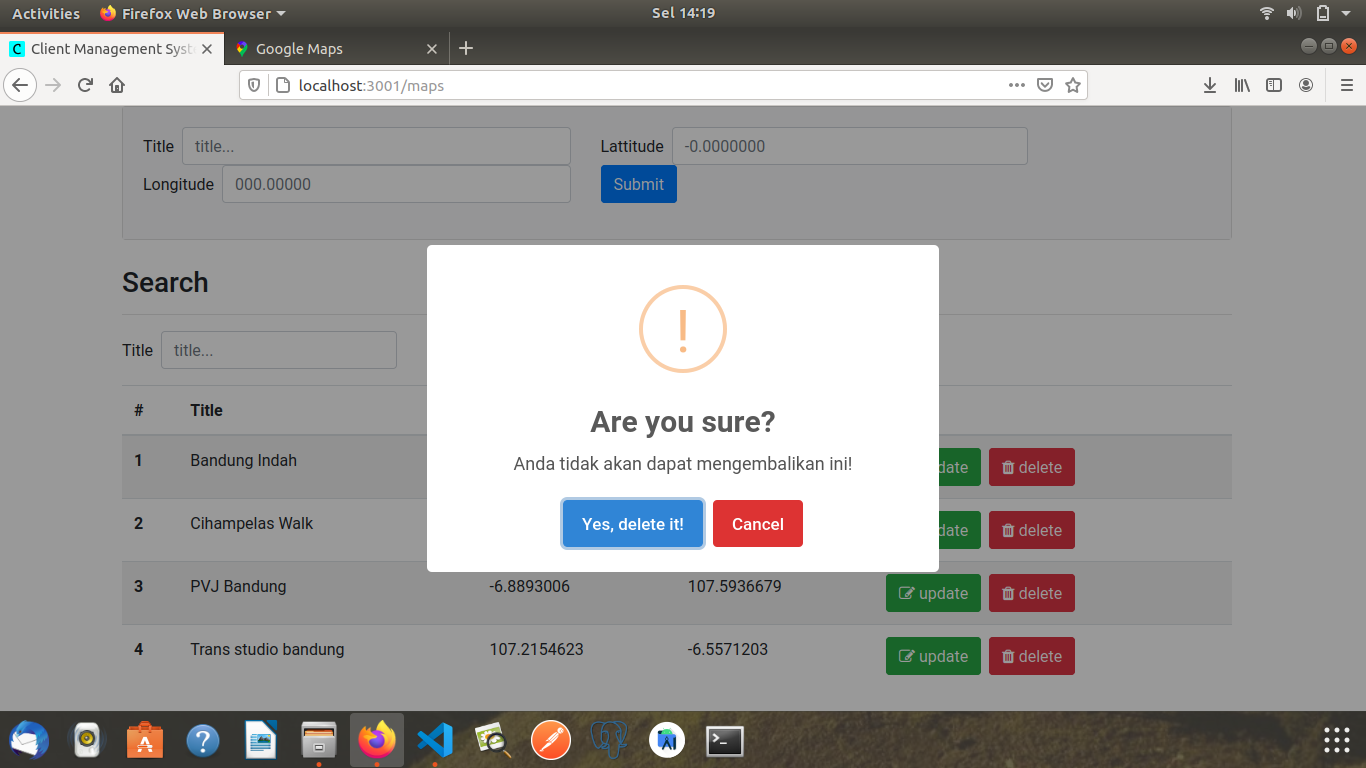 Activities Firefox Web Browser Sel 14:19
C Client Management Syst Google Maps
localhost:3001/maps
Title title... Lattitude -0.0000000
Longitude 000.00000 Submit
Search
Title title...
# Title
1 Bandung Indah date delete
2 Cihampelas Walk date delete
3 PVJ Bandung -6.8893006 107.5936679 update delete
4 Trans studio bandung 107.2154623 -6.5571203 update delete
!
Are you sure?
Anda tidak akan dapat mengembalikan ini!
Yes, delete it! Cancel